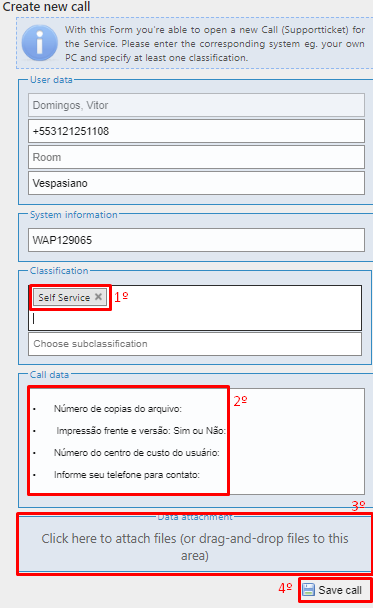 Create new call
With this Form you're able to open a new Call (Supportticket) for
the Service. Please enter the corresponding system eg. your own
PC and specify at least one classification.
User data
Domingos, Vitor
+553121251108
Room
Vespasiano
System information
WAP129065
Classification
Self Service ×
1º
Choose subclassification
Call data
2º
• Número de copias do arquivo:
• Impressão frente e versão: Sim ou Não:
• Número do centro de custo do usuário:
• Informe seu telefone para contato:
3º
Data attachment
Click here to attach files (or drag-and-drop files to this
area)
4º
Save call